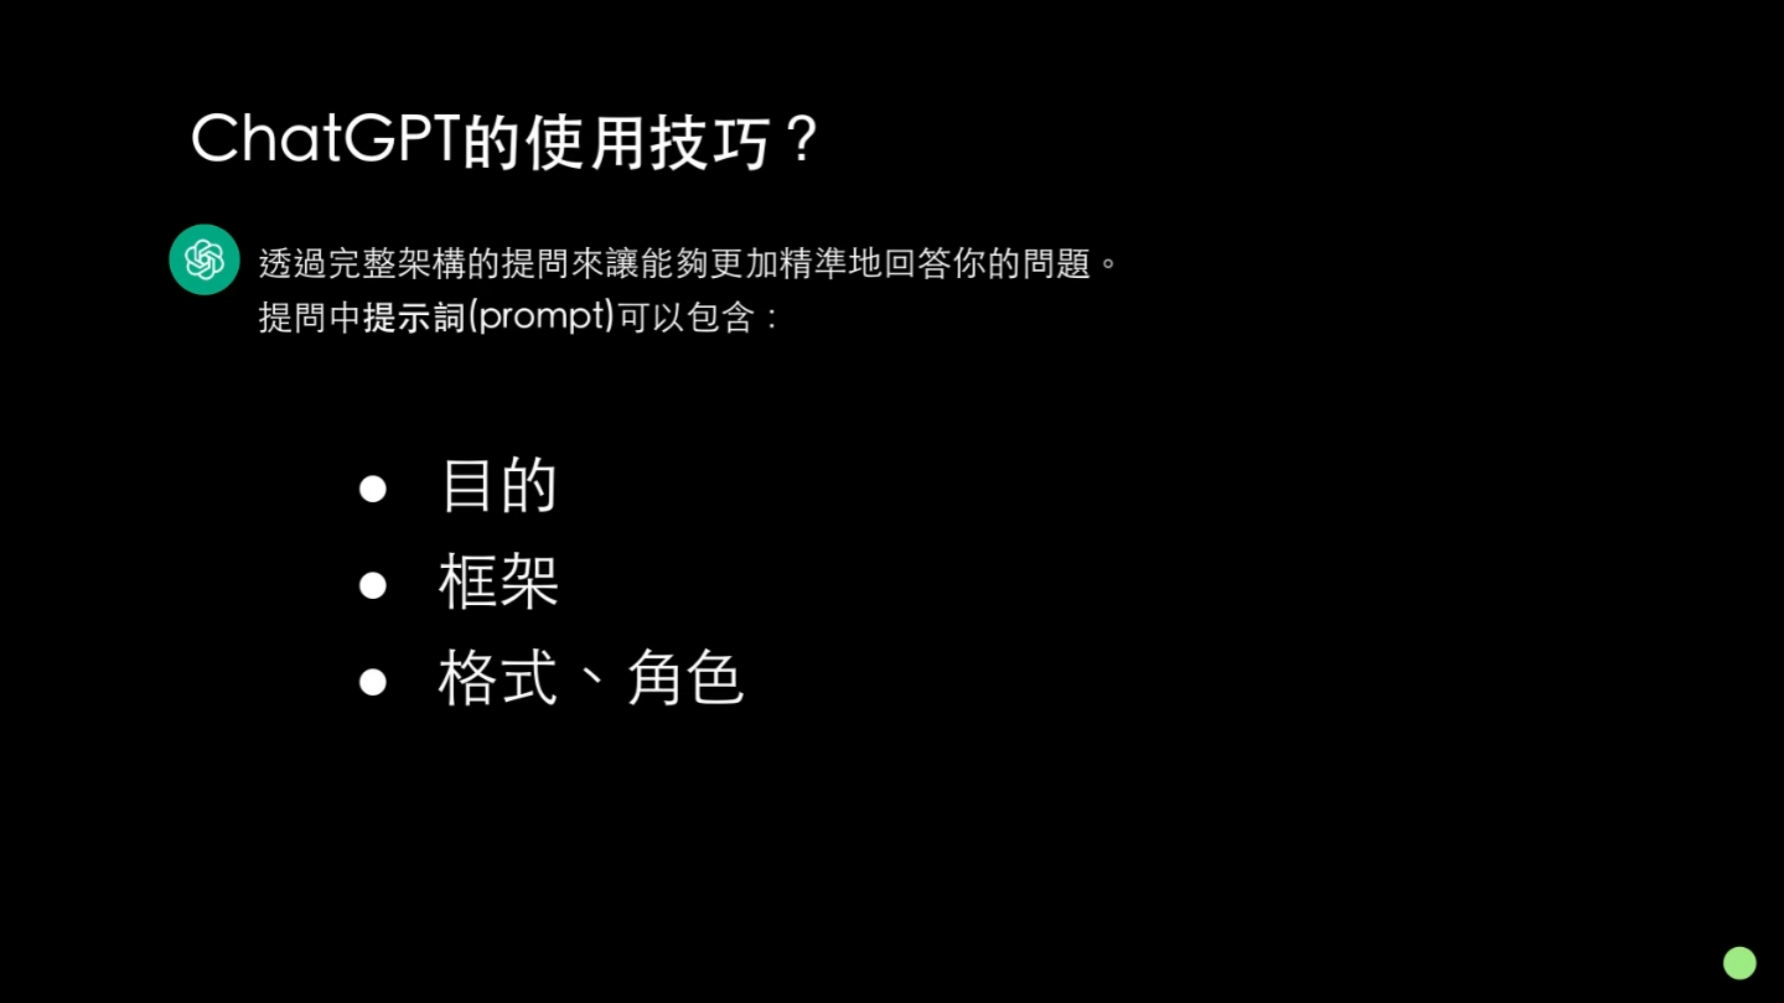 ChatGPT的使用技巧？
透過完整架構的提問來讓能夠更加精準地回答你的問題。
提問中提示詞(prompt)可以包含：
● 目的
● 框架
● 格式、角色